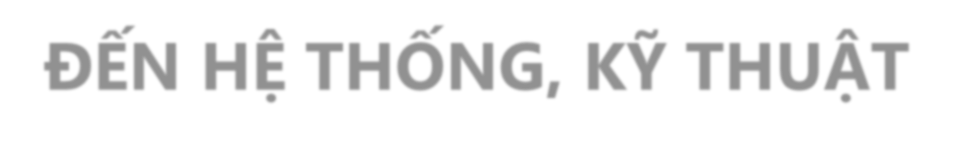 ĐẾN HỆ THỐNG, KỸ THUẬT